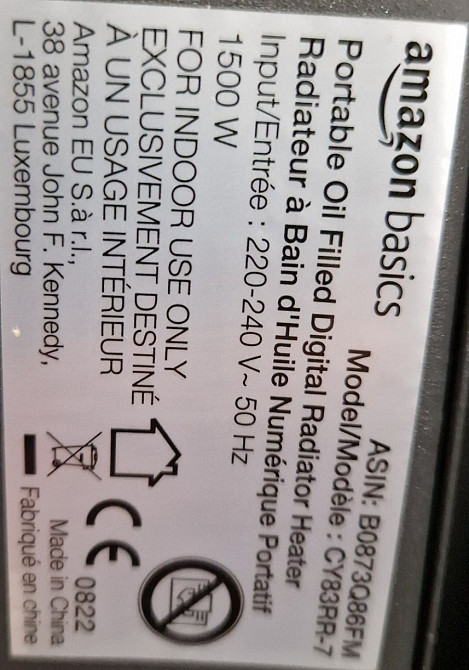 amazon basics
ASIN: B0873Q86FM
Model/Modèle : CY83RR-7
Portable Oil Filled Digital Radiator Heater
Radiateur à Bain d'Huile Numérique Portatif
Input/Entrée : 220-240 V~ 50 Hz
1500 W
FOR INDOOR USE ONLY
EXCLUSIVEMENT DESTINÉ
À UN USAGE INTÉRIEUR
Amazon EU S.à r.l.,
38 avenue John F. Kennedy,
L-1855 Luxembourg
CE 0822
Made in China
Fabriqué en chine